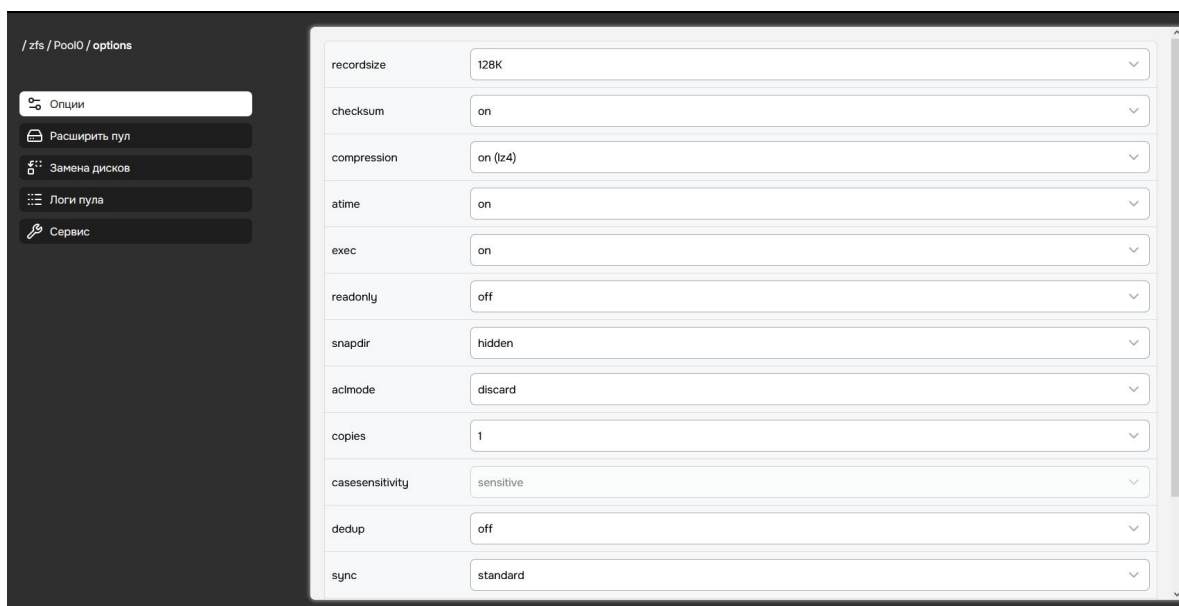 / zfs / Pool0 / options
Опции
Расширить пул
Замена дисков
Логи пула
Сервис
recordsize 128K
checksum on
compression on (lz4)
atime on
exec on
readonly off
snapdir hidden
aclmode discard
copies 1
casesensitivity sensitive
dedup off
sync standard